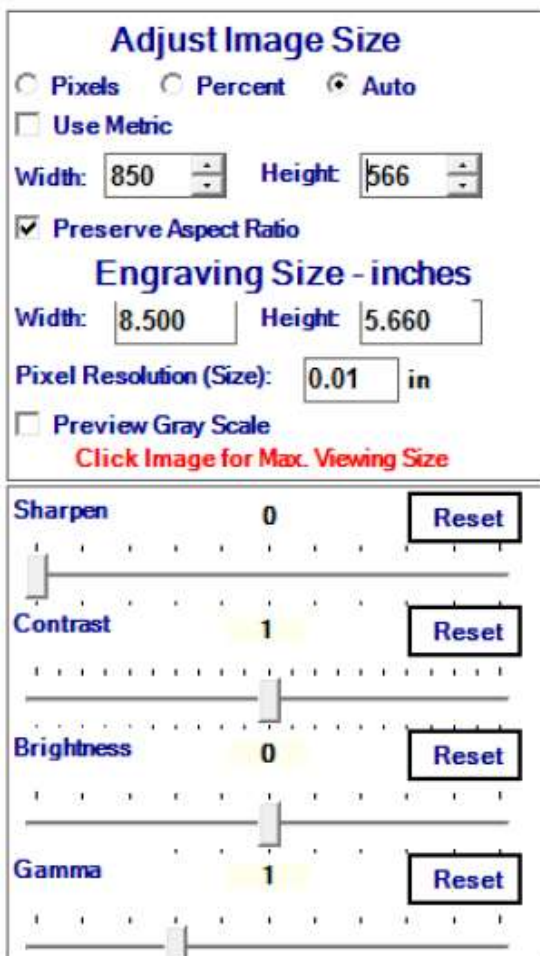 Adjust Image Size
Pixels Percent Auto
Use Metric
Width: 850 Height: 566
Preserve Aspect Ratio
Engraving Size - inches
Width: 8.500 Height: 5.660
Pixel Resolution (Size): 0.01 in
Preview Gray Scale
Click Image for Max. Viewing Size
Sharpen 0 Reset
Contrast 1 Reset
Brightness 0 Reset
Gamma 1 Reset